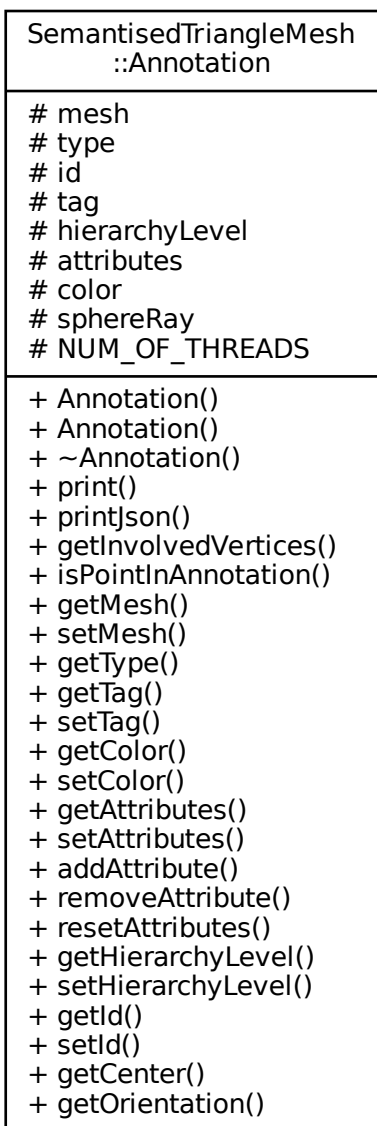 SemantisedTriangleMesh
::Annotation
# mesh
# type
# id
# tag
# hierarchyLevel
# attributes
# color
# sphereRay
# NUM_OF_THREADS
+ Annotation()
+ Annotation()
+ ~Annotation()
+ print()
+ printJson()
+ getInvolvedVertices()
+ isPointInAnnotation()
+ getMesh()
+ setMesh()
+ getType()
+ getTag()
+ setTag()
+ getColor()
+ setColor()
+ getAttributes()
+ setAttributes()
+ addAttribute()
+ removeAttribute()
+ resetAttributes()
+ getHierarchyLevel()
+ setHierarchyLevel()
+ getId()
+ setId()
+ getCenter()
+ getOrientation()